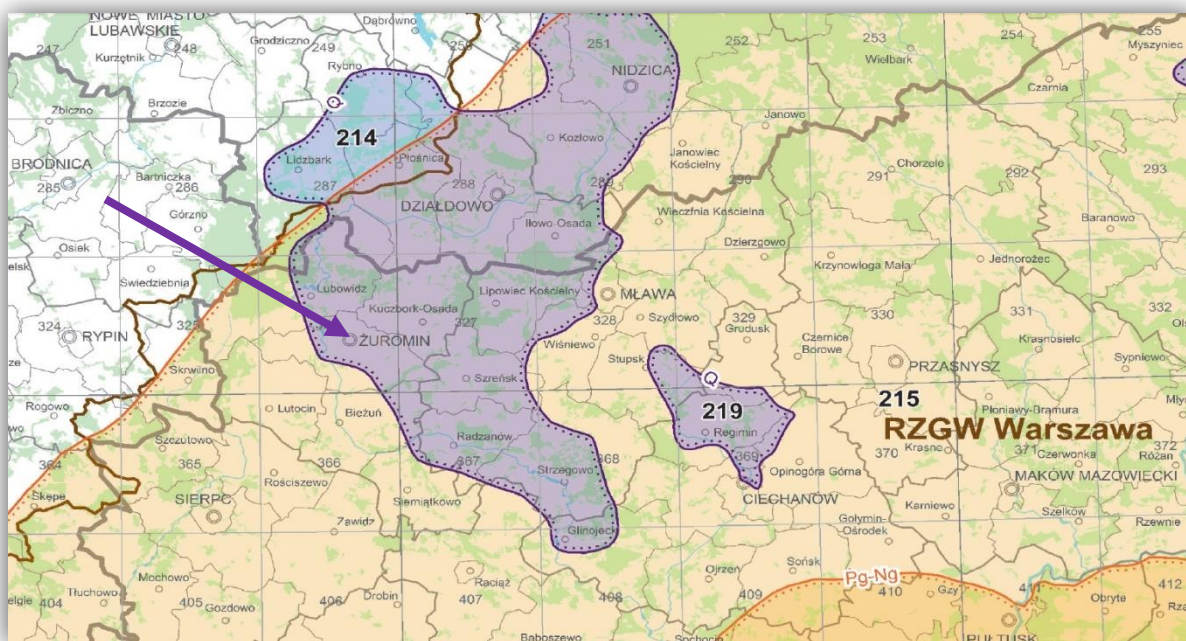 NOWE MIASTO
LUBAWSKIE
Dąbrówno
247
248
Grodziczno
249
250
251
252
253
254
255
Kurzętnik
Rybno
NIDZICA
Wielbark
Myszyniec
Czarnia
Zbiczno
Brzozie
Q
214
Kozłowo
Janowo
BRODNICA
285
Bartniczka
286
Lidzbark
287
Płośnica
288
289
Janowiec
Kościelny
290
Chorzele
291
292
293
Górzno
DZIAŁDOWO
Wieczfnia Kościelna
Baranowo
Osiek
Iłowo-Osada
Dzierzgowo
Świedziebnia
Krzynowłoga Mała
Jednorożec
Lubowidz
Lipowiec Kościelny
MŁAWA
324
325
Kuczbork-Osada
327
328
Szydłowo
329
330
331
332
RYPIN
ŻUROMIN
Wiśniewo
Grudusk
Czernice
Borowe
Krasnosielc
Stupsk
PRZASNYSZ
Sypniewo
Skrwilno
Szreńsk
Q
Rogowo
Lutocin
Bieżuń
219
215
Płoniawy-Bramura
Regimin
RZGW Warszawa
Szczutowo
Radzanów
364
365
366
367
368
369
370
Krasne
371
Czerwonka
372
Różan
Skępe
Rościszewo
Strzegowo
Opinogóra Górna
MAKÓW MAZOWIECKI
SIERPC
Siemiątkowo
CIECHANÓW
Karniewo
Szelków
Zawidz
Glinojeck
Gołymin-
Ośrodek
Rzewnie
Ojrzeń
Sońsk
Mochowo
Raciąż
Pg-Ng
404
Tłuchowo
405
Gozdowo
406
Drobin
407
408
409
410
Gzy
411
412
Obryte
Baboszewo
Sochocin
PUŁTUSK